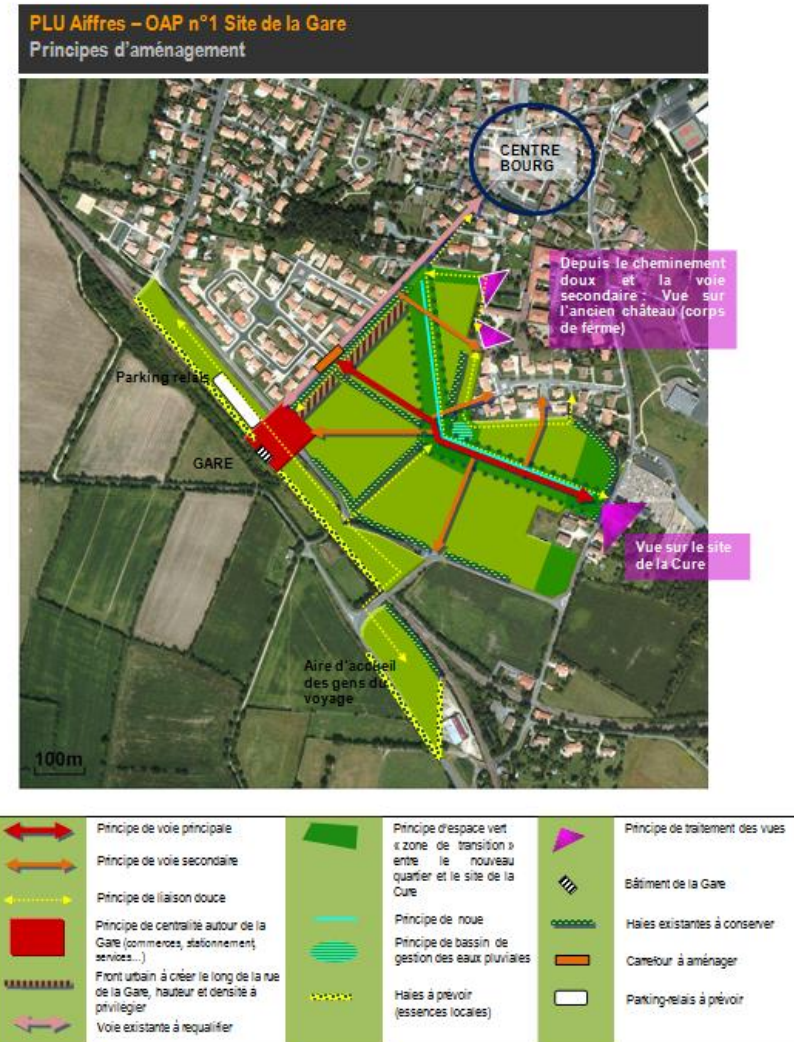 PLU Aiffres – OAP n°1 Site de la Gare
Principes d'aménagement
CENTRE
BOURG
Depuis le cheminement
doux et la voie
secondaire : Vue sur
l'ancien château (corps
de ferme)
Parking relais
GARE
Vue sur le site
de la Cure
Aire d'accueil
des gens du
voyage
100m
Principe de voie principale
Principe de voie secondaire
Principe de liaison douce
Principe de centralité autour de la
Gare (commerces, stationnement,
services...)
Front urbain à créer le long de la rue
de la Gare, hauteur et densité à
privilégier
Voie existante à requalifier
Principe d'espace vert
« zone de transition »
entre le nouveau
quartier et le site de la
Cure
Principe de noue
Principe de bassin de
gestion des eaux pluviales
Haies à prévoir
(essences locales)
Principe de traitement des vues
Bâtiment de la Gare
Haies existantes à conserver
Carrefour à aménager
Parking-relais à prévoir